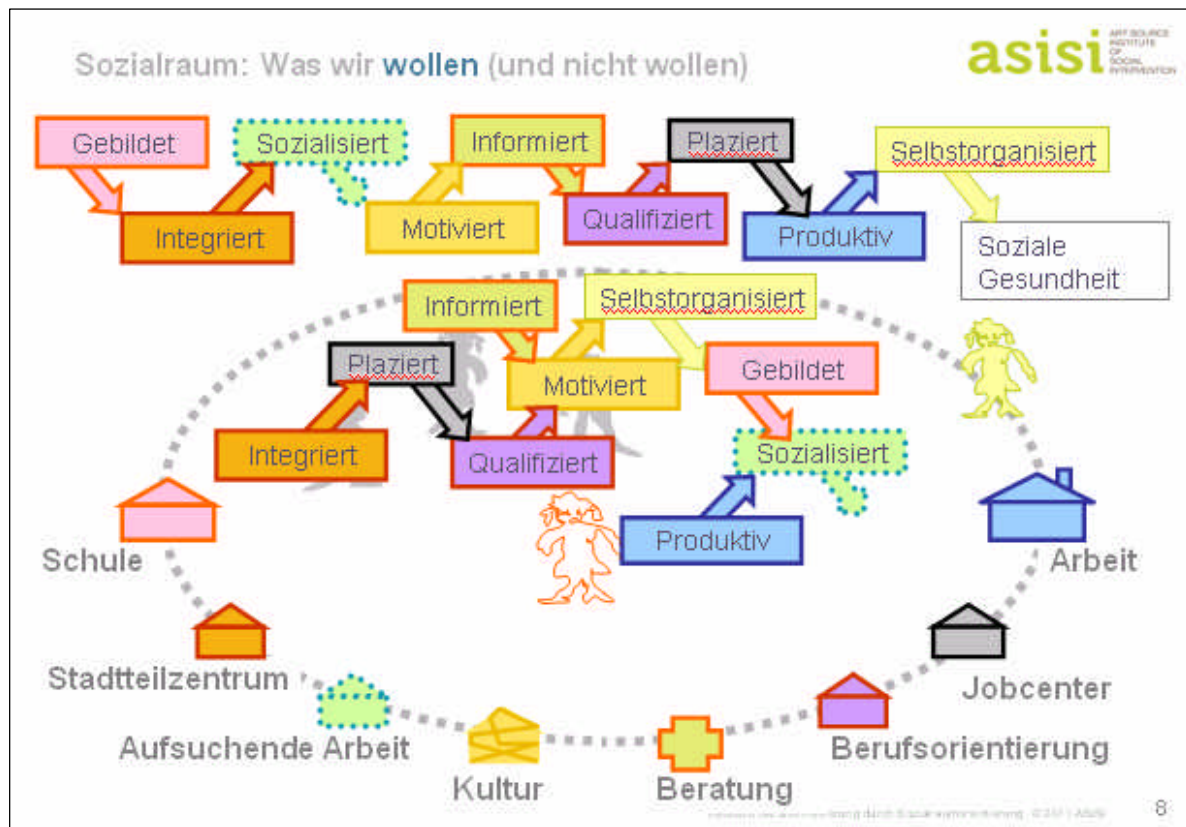 Sozialraum: Was wir wollen (und nicht wollen)
asisi
ART SOURCE
INSTITUTE
OF
SOCIAL
INTERVENTION
Gebildet
Sozialisiert
Informiert
Plaziert
Selbstorganisiert
Integriert
Motiviert
Qualifiziert
Produktiv
Soziale
Gesundheit
Informiert
Selbstorganisiert
Plaziert
Motiviert
Gebildet
Integriert
Qualifiziert
Sozialisiert
Produktiv
Schule
Arbeit
Stadtteilzentrum
Jobcenter
Aufsuchende Arbeit
Berufsorientierung
Kultur
Beratung
8